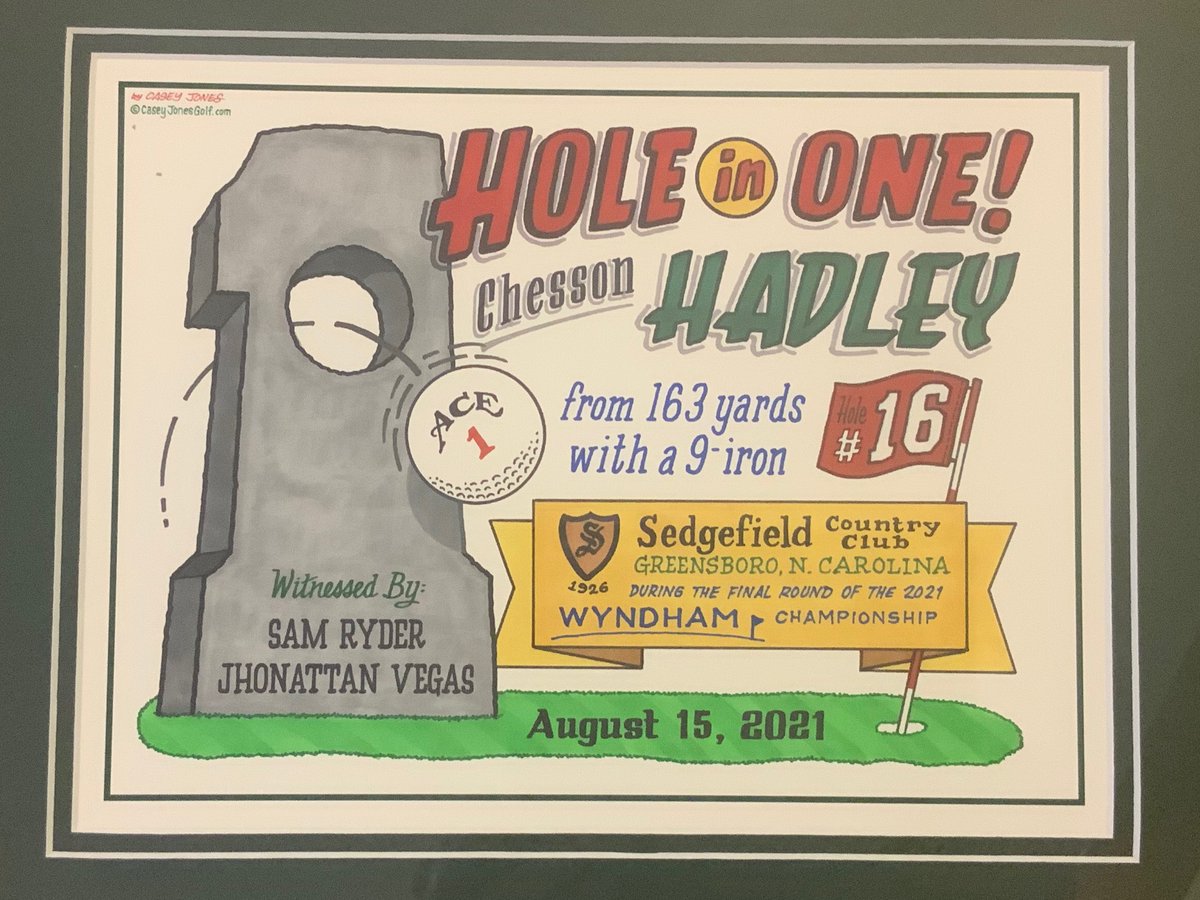 by CASEY JONES
©CaseyJonesGolf.com
HOLE in ONE!
Chesson HADLEY
from 163 yards
with a 9-iron
Hole
# 16
ACE
1
S
1926
Sedgefield Country Club
GREENSBORO, N. CAROLINA
DURING THE FINAL ROUND OF THE 2021
WYNDHAM CHAMPIONSHIP
Witnessed By:
SAM RYDER
JHONATTAN VEGAS
August 15, 2021